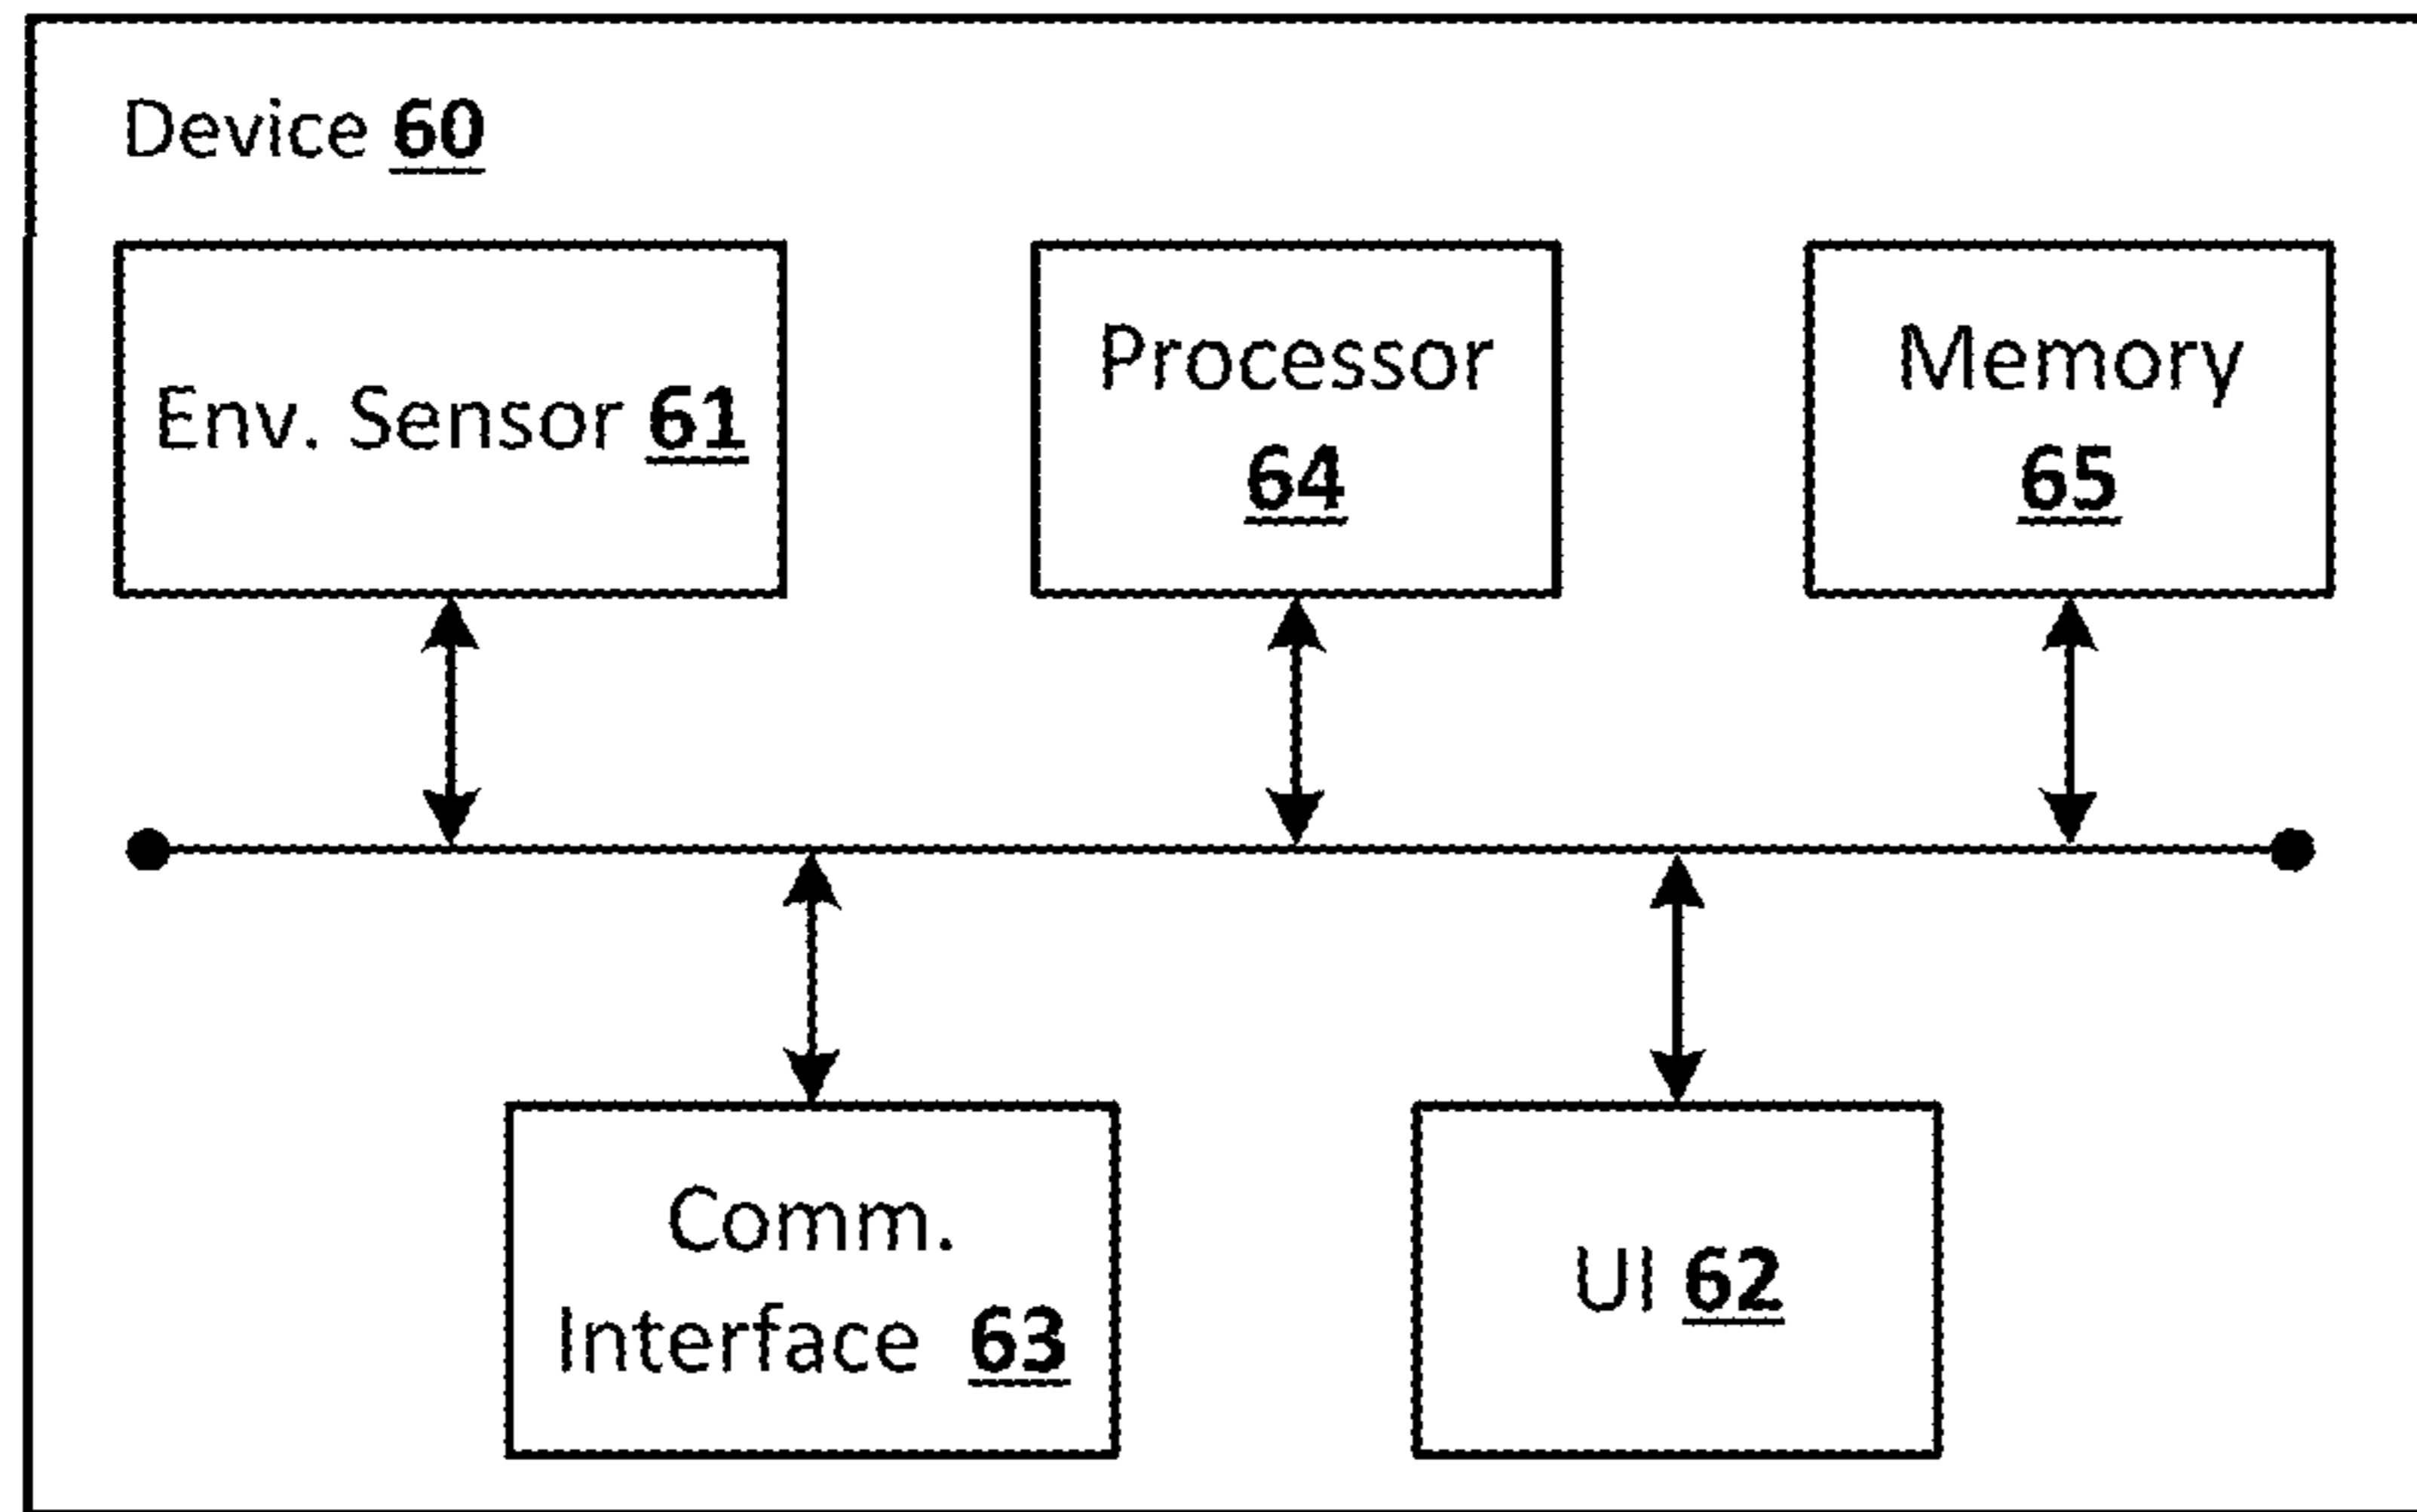 Device 60
Env. Sensor 61
Processor
64
Memory
65
Comm.
Interface 63
UI 62